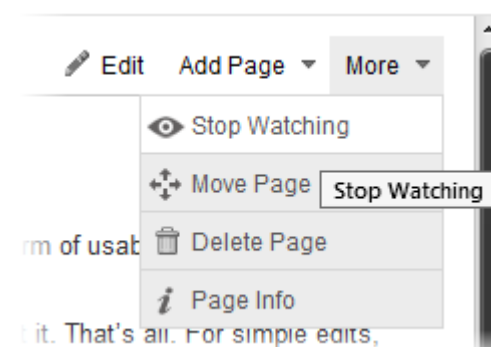 Edit Add Page More
Stop Watching
Move Page
Stop Watching
of Delete Page
Page Info
it. That's all. For simple edits,